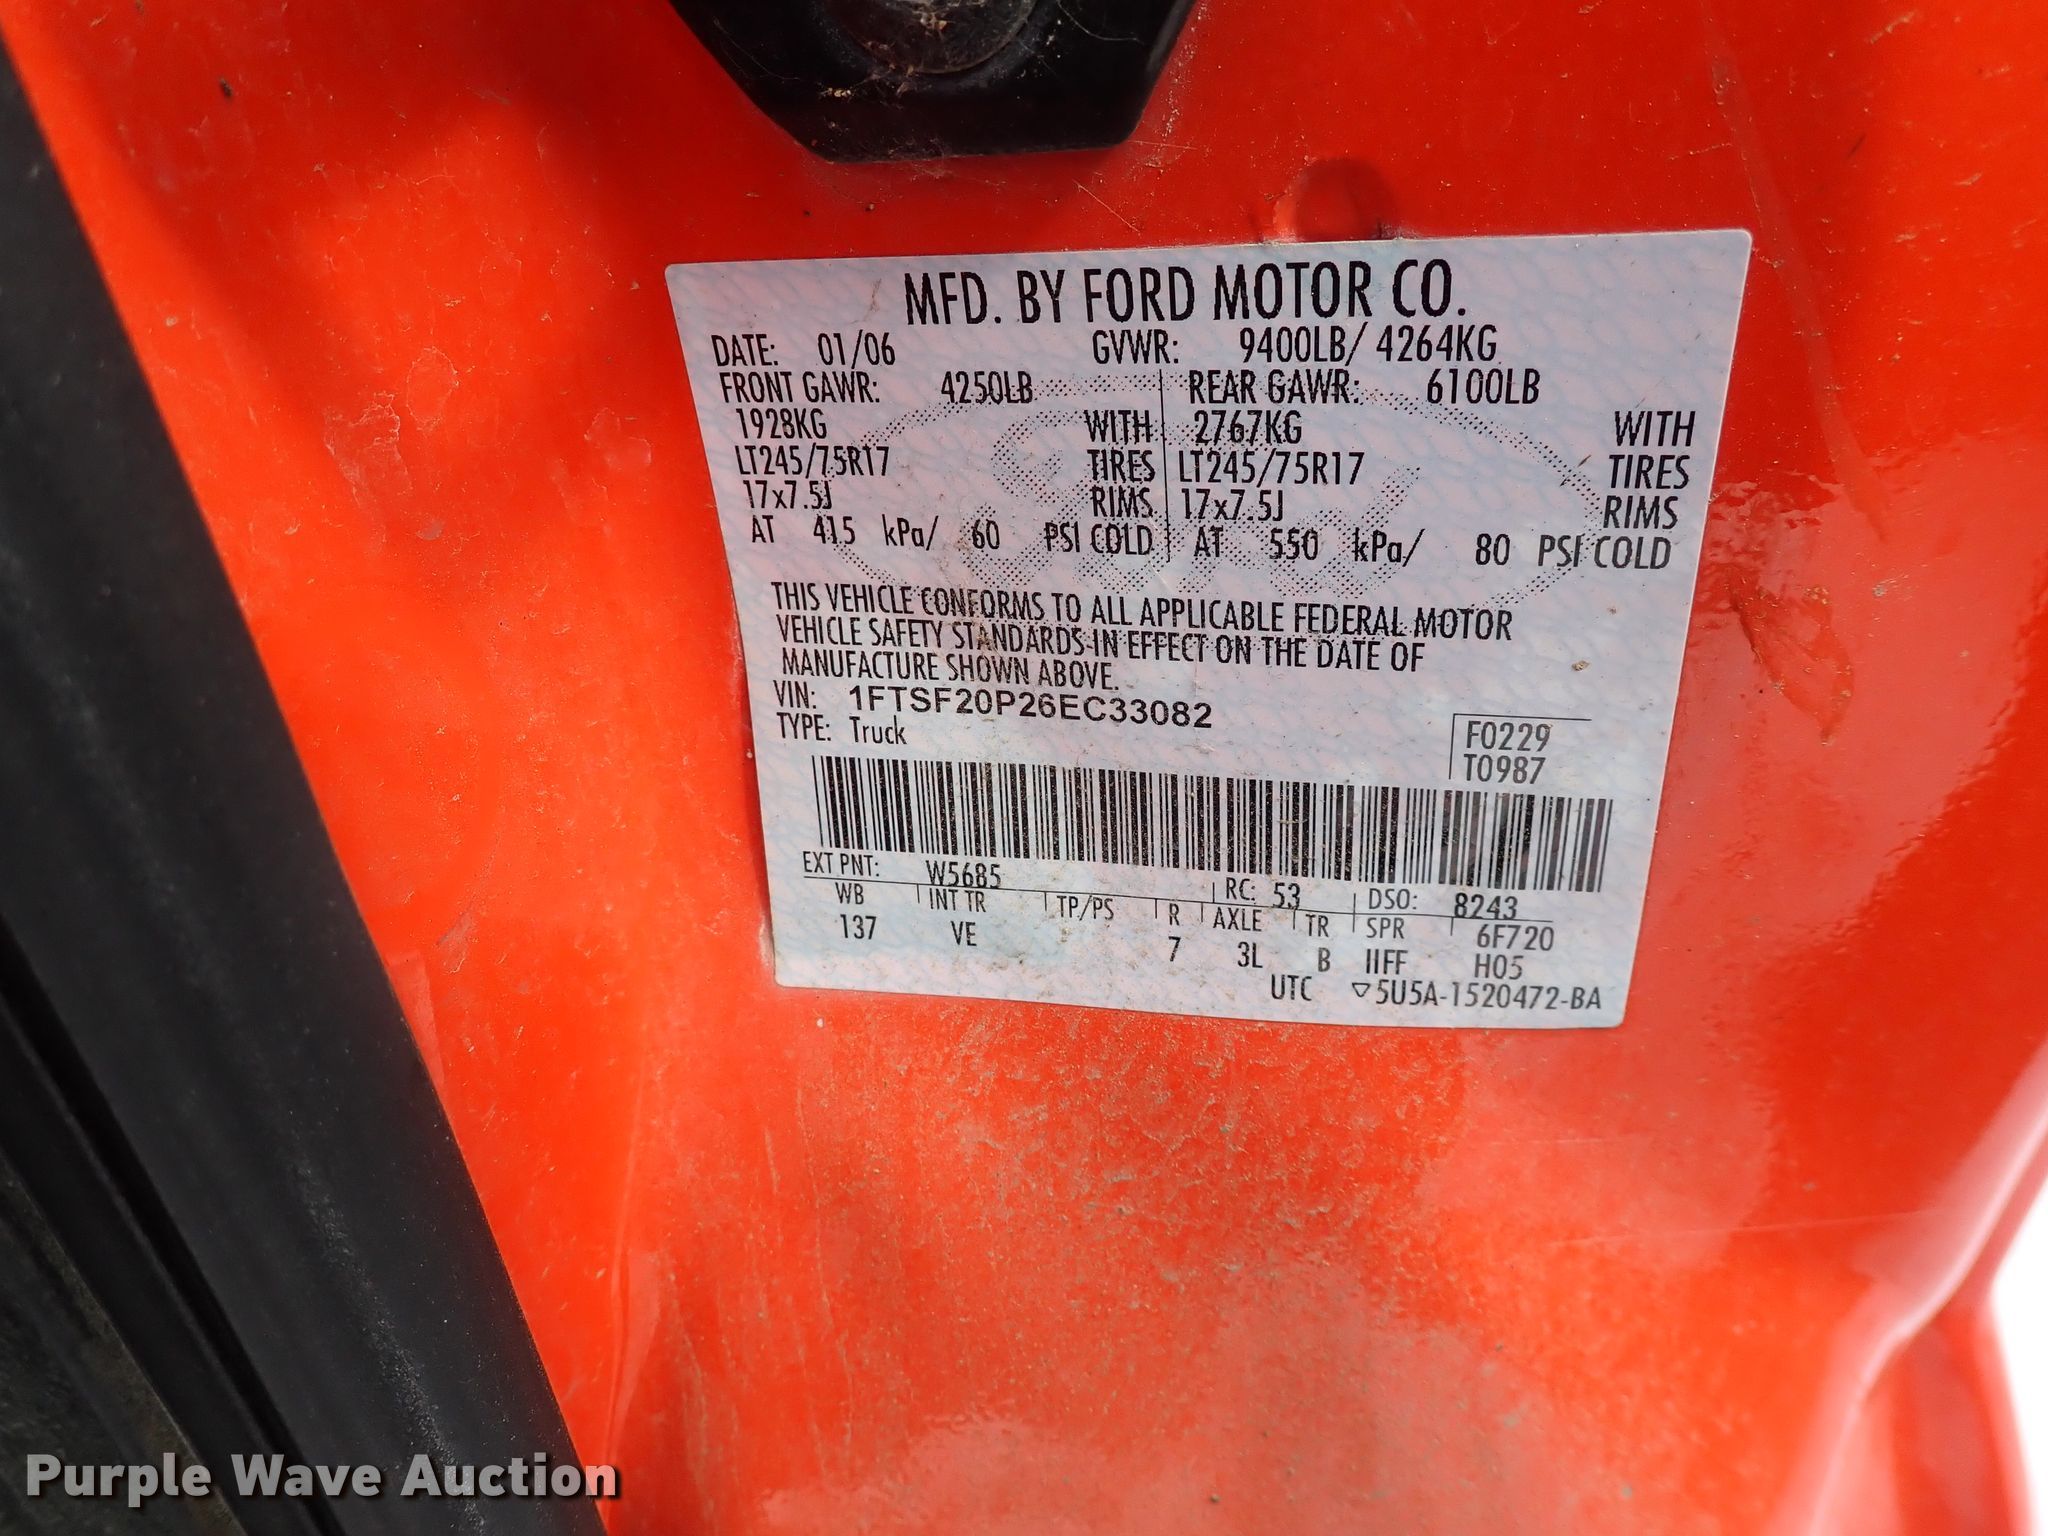 MFD. BY FORD MOTOR CO.
DATE: 01/06 GVWR: 9400LB/ 4264KG
FRONT GAWR: 4250LB REAR GAWR: 6100LB
1928KG WITH 2767KG WITH
LT245/75R17 TIRES LT245/75R17 TIRES
17x7.5J RIMS 17x7.5J RIMS
AT 415 kPa/ 60 PSI COLD AT 550 kPa/ 80 PSI COLD
THIS VEHICLE CONFORMS TO ALL APPLICABLE FEDERAL MOTOR
VEHICLE SAFETY STANDARDS IN EFFECT ON THE DATE OF
MANUFACTURE SHOWN ABOVE.
VIN: 1FTSF20P26EC33082
TYPE: Truck F0229
T0987
EXT PNT: W5685 RC: 53 DSO: 8243
WB INT TR TP/PS R AXLE TR SPR 6F720
137 VE 7 3L B IIFF H05
UTC ▽5U5A-1520472-BA
Purple Wave Auction